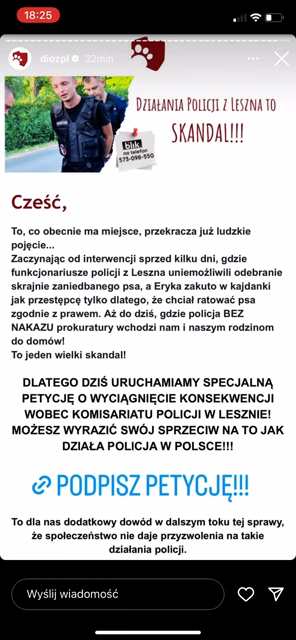 18:25
diozpl 32min
DZIAŁANIA POLICJI Z LESZNA TO
SKANDAL!!!
blik
na telefon
573-098-550
Cześć,
To, co obecnie ma miejsce, przekracza już ludzkie
pojęcie...
Zaczynając od interwencji sprzed kilku dni, gdzie
funkcjonariusze policji z Leszna uniemożliwili odebranie
skrajnie zaniedbanego psa, a Eryka zakuto w kajdanki
jak przestępcę tylko dlatego, że chciał ratować psa
zgodnie z prawem. Aż do dziś, gdzie policja BEZ
NAKAZU prokuratury wchodzi nam i naszym rodzinom
do domów!
To jeden wielki skandal!
DLATEGO DZIŚ URUCHAMIAMY SPECJALNĄ
PETYCJĘ O WYCIĄGNIĘCIE KONSEKWENCJI
WOBEC KOMISARIATU POLICJI W LESZNIE!
MOŻESZ WYRAZIĆ SWÓJ SPRZECIW NA TO JAK
DZIAŁA POLICJA W POLSCE!!!
PODPISZ PETYCJĘ!!!
To dla nas dodatkowy dowód w dalszym toku tej sprawy,
że społeczeństwo nie daje przyzwolenia na takie
działania policji.
Wyślij wiadomość